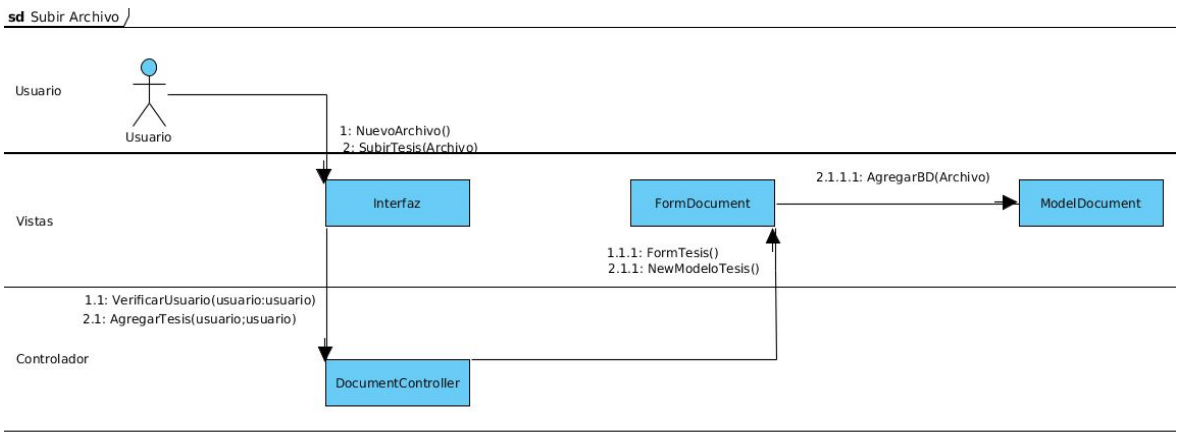 sd Subir Archivo
Usuario
Usuario
1: NuevoArchivo()
2: SubirTesis(Archivo)
Vistas
Interfaz
FormDocument
2.1.1.1: AgregarBD(Archivo)
ModelDocument
1.1.1: FormTesis()
2.1.1: NewModeloTesis()
1.1: VerificarUsuario(usuario:usuario)
2.1: AgregarTesis(usuario;usuario)
Controlador
DocumentController